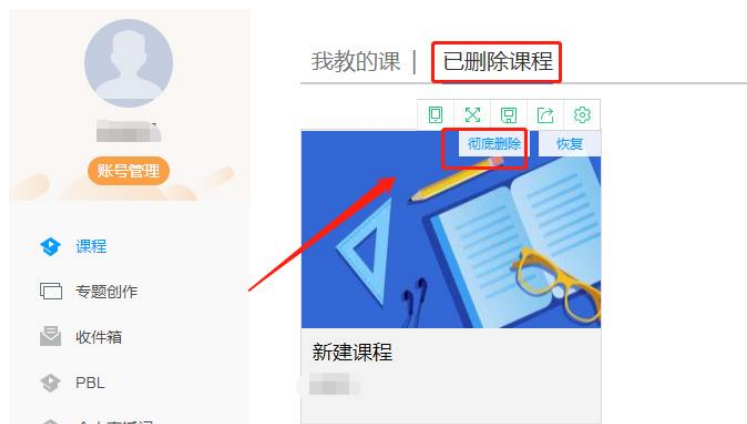 我教的课 | 已删除课程
彻底删除 恢复
账号管理
课程
专题创作
收件箱
新建课程
PBL